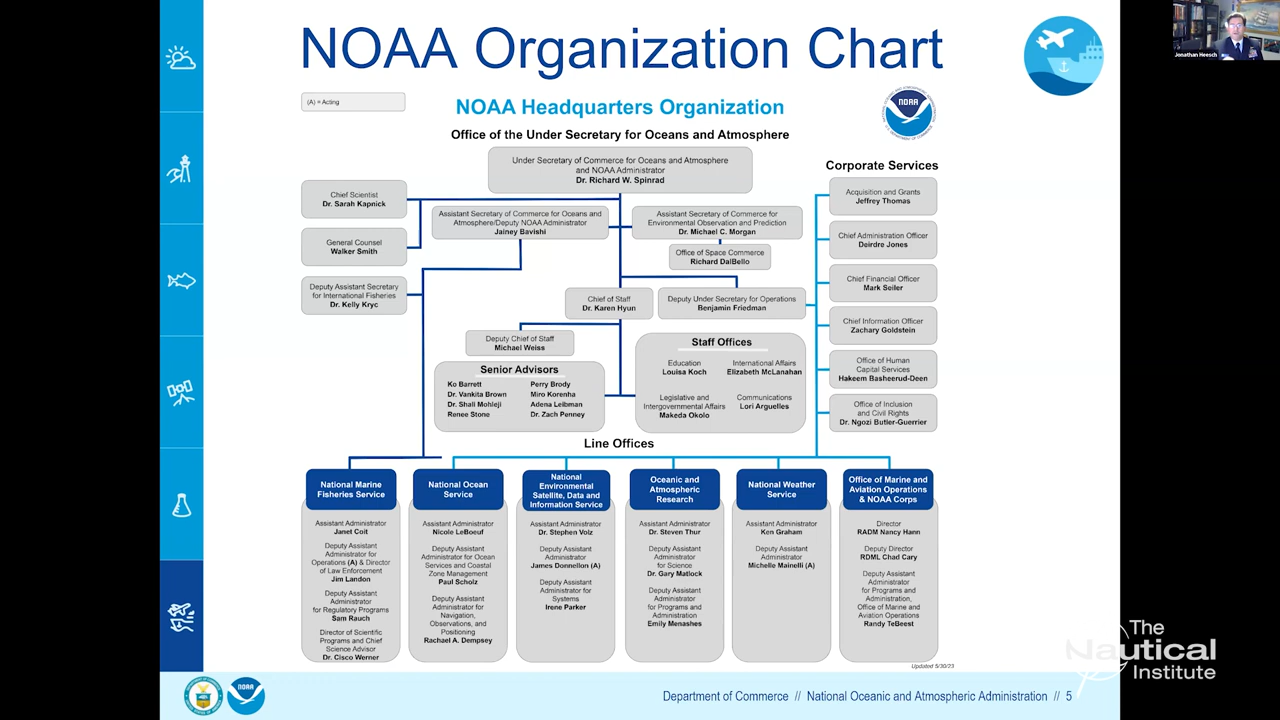 NOAA Organization Chart
Jonathan Heesch
(A) = Acting
NOAA Headquarters Organization
NOAA
Office of the Under Secretary for Oceans and Atmosphere
Under Secretary of Commerce for Oceans and Atmosphere
and NOAA Administrator
Dr. Richard W. Spinrad
Chief Scientist
Dr. Sarah Kapnick
General Counsel
Walker Smith
Deputy Assistant Secretary
for International Fisheries
Dr. Kelly Kryc
Assistant Secretary of Commerce for Oceans and
Atmosphere/Deputy NOAA Administrator
Jainey Bavishi
Assistant Secretary of Commerce for
Environmental Observation and Prediction
Dr. Michael C. Morgan
Office of Space Commerce
Richard DalBello
Chief of Staff
Dr. Karen Hyun
Deputy Under Secretary for Operations
Benjamin Friedman
Deputy Chief of Staff
Michael Weiss
Senior Advisors
Ko Barrett
Perry Brody
Dr. Vankita Brown
Miro Korenha
Dr. Shali Mohleji
Adena Leibman
Renee Stone
Dr. Zach Penney
Staff Offices
Education
Louisa Koch
International Affairs
Elizabeth McLanahan
Legislative and
Intergovernmental Affairs
Makeda Okolo
Communications
Lori Arguelles
Corporate Services
Acquisition and Grants
Jeffrey Thomas
Chief Administration Officer
Deirdre Jones
Chief Financial Officer
Mark Seiler
Chief Information Officer
Zachary Goldstein
Office of Human
Capital Services
Hakeem Basheerud-Deen
Office of Inclusion
and Civil Rights
Dr. Ngozi Butler-Guerrier
Line Offices
National Marine
Fisheries Service
Assistant Administrator
Janet Coit
Deputy Assistant
Administrator for
Operations (A) & Director
of Law Enforcement
Jim Landon
Deputy Assistant
Administrator
for Regulatory Programs
Sam Rauch
Director of Scientific
Programs and Chief
Science Advisor
Dr. Cisco Werner
National Ocean
Service
Assistant Administrator
Nicole LeBoeuf
Deputy Assistant
Administrator for Ocean
Services and Coastal
Zone Management
Paul Scholz
Deputy Assistant
Administrator for
Navigation,
Observations, and
Positioning
Rachael A. Dempsey
National
Environmental
Satellite, Data and
Information Service
Assistant Administrator
Dr. Stephen Volz
Deputy Assistant
Administrator
James Donnellon (A)
Deputy Assistant
Administrator for
Systems
Irene Parker
Oceanic and
Atmospheric
Research
Assistant Administrator
Dr. Steven Thur
Deputy Assistant
Administrator
for Science
Dr. Gary Matlock
Deputy Assistant
Administrator
for Programs and
Administration
Emily Menashes
National Weather
Service
Assistant Administrator
Ken Graham
Deputy Assistant
Administrator
Michelle Mainelli (A)
Office of Marine and
Aviation Operations
& NOAA Corps
Director
RADM Nancy Hann
Deputy Director
RDML Chad Cary
Deputy Assistant
Administrator
for Programs and
Administration,
Office of Marine and
Aviation Operations
Randy TeBeest
Updated 5/30/23
The
Nautical
Institute
NOAA
Department of Commerce // National Oceanic and Atmospheric Administration // 5